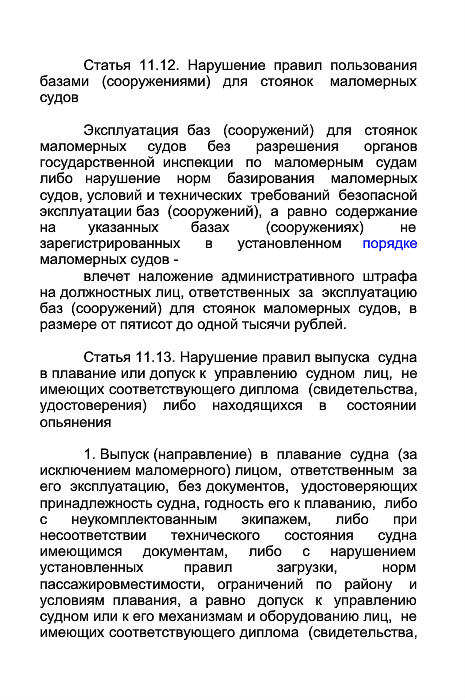 Статья 11.12. Нарушение правил пользования
базами (сооружениями) для стоянок маломерных
судов
Эксплуатация баз (сооружений) для стоянок
маломерных судов без разрешения органов
государственной инспекции по маломерным судам
либо нарушение норм базирования маломерных
судов, условий и технических требований безопасной
эксплуатации баз (сооружений), а равно содержание
на указанных базах (сооружениях) не
зарегистрированных в установленном порядке
маломерных судов -
влечет наложение административного штрафа
на должностных лиц, ответственных за эксплуатацию
баз (сооружений) для стоянок маломерных судов, в
размере от пятисот до одной тысячи рублей.
Статья 11.13. Нарушение правил выпуска судна
в плавание или допуск к управлению судном лиц, не
имеющих соответствующего диплома (свидетельства,
удостоверения) либо находящихся в состоянии
опьянения
1. Выпуск (направление) в плавание судна (за
исключением маломерного) лицом, ответственным за
его эксплуатацию, без документов, удостоверяющих
принадлежность судна, годность его к плаванию, либо
с неукомплектованным экипажем, либо при
несоответствии технического состояния судна
имеющимся документам, либо с нарушением
установленных правил загрузки, норм
пассажировместимости, ограничений по району и
условиям плавания, а равно допуск к управлению
судном или к его механизмам и оборудованию лиц, не
имеющих соответствующего диплома (свидетельства,